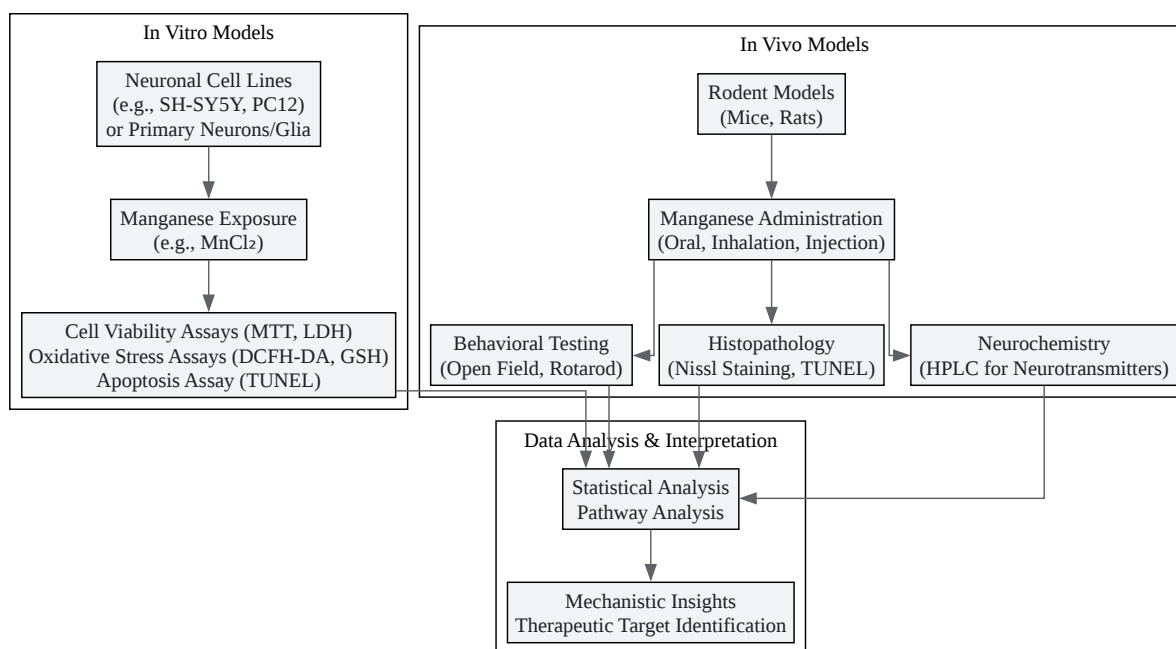 In Vitro Models
Neuronal Cell Lines
(e.g., SH-SY5Y, PC12)
or Primary Neurons/Glia
Manganese Exposure
(e.g., MnCl₂)
Cell Viability Assays (MTT, LDH)
Oxidative Stress Assays (DCFH-DA, GSH)
Apoptosis Assay (TUNEL)
In Vivo Models
Rodent Models
(Mice, Rats)
Manganese Administration
(Oral, Inhalation, Injection)
Behavioral Testing
(Open Field, Rotarod)
Histopathology
(Nissl Staining, TUNEL)
Neurochemistry
(HPLC for Neurotransmitters)
Data Analysis & Interpretation
Statistical Analysis
Pathway Analysis
Mechanistic Insights
Therapeutic Target Identification